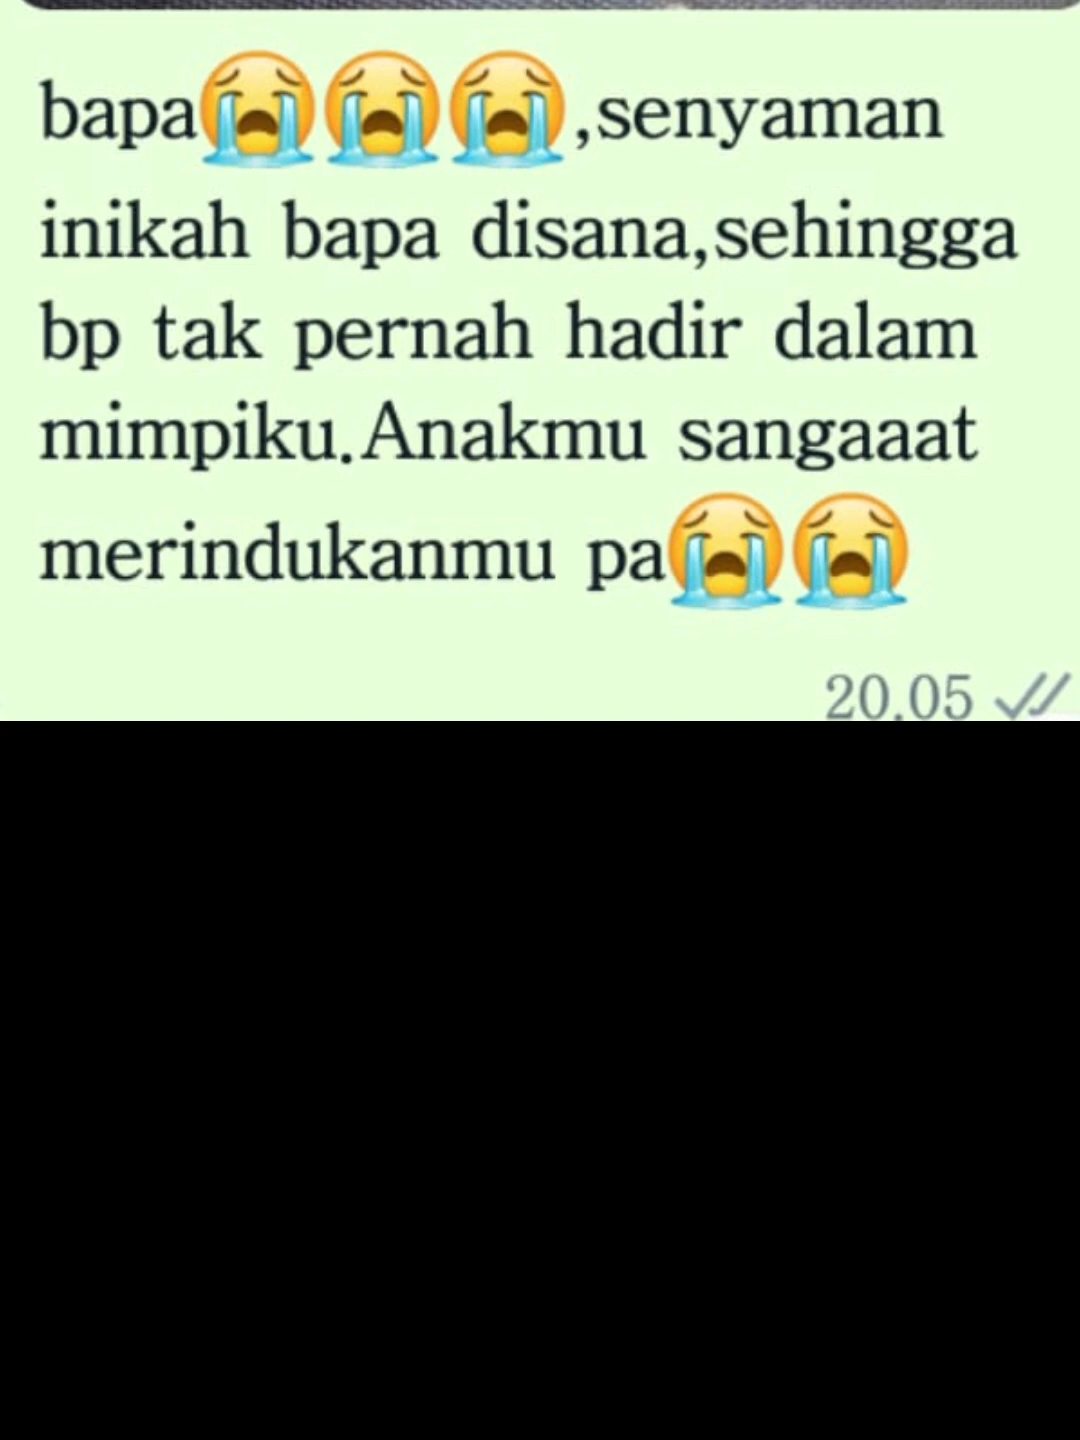 bapa😭😭😭,senyaman
inikah bapa disana,sehingga
bp tak pernah hadir dalam
mimpiku.Anakmu sangaaat
merindukanmu pa😭😭
20.05